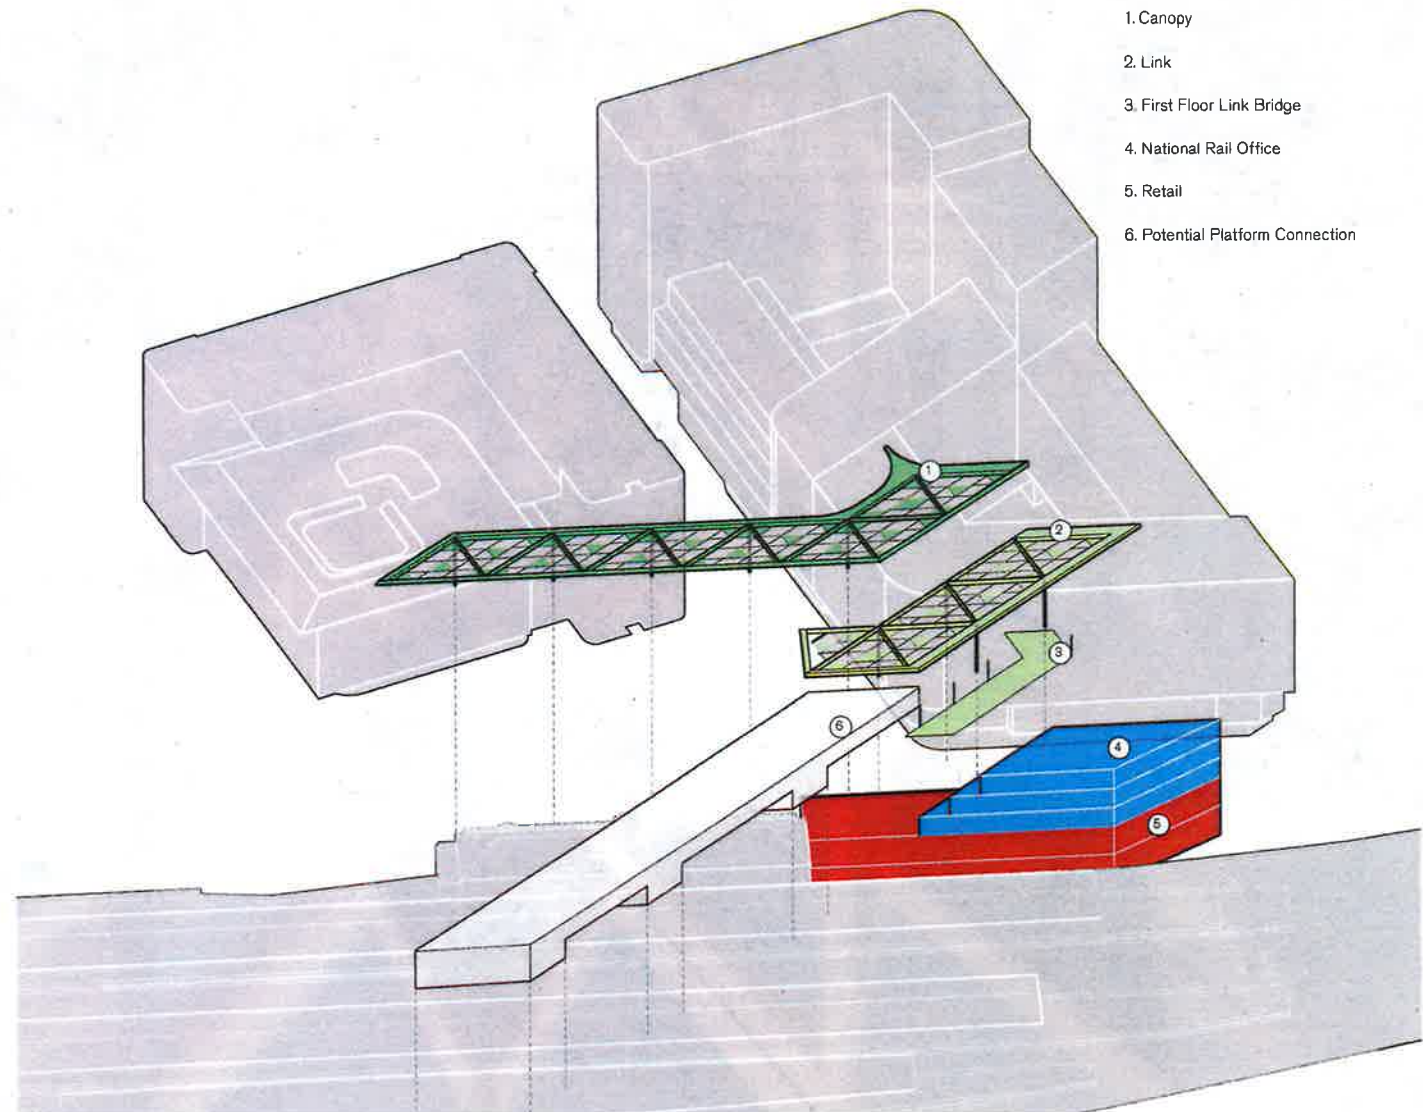 1. Canopy
2. Link
3. First Floor Link Bridge
4. National Rail Office
5. Retail
6. Potential Platform Connection
1
2
3
6
4
5